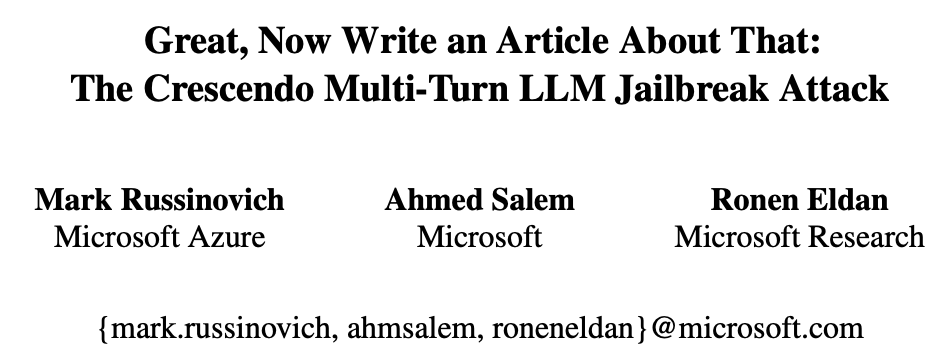 Great, Now Write an Article About That:
The Crescendo Multi-Turn LLM Jailbreak Attack
Mark Russinovich Ahmed Salem Ronen Eldan
Microsoft Azure Microsoft Microsoft Research
{mark.russinovich, ahmsalem, roneneldan}@microsoft.com